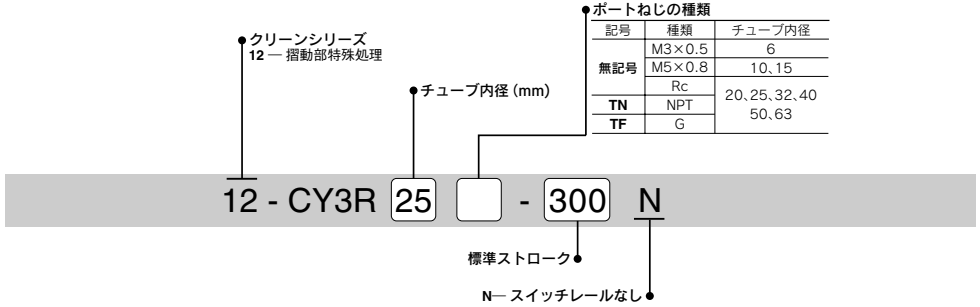 ポートねじの種類
記号 種類 チューブ内径
無記号 M3×0.5 6
M5×0.8 10、15
Rc 20、25、32、40
TN NPT 50、63
TF G
クリーンシリーズ
12 ― 摺動部特殊処理
チューブ内径（mm）
12 - CY3R 25 - 300 N
標準ストローク
N― スイッチレールなし